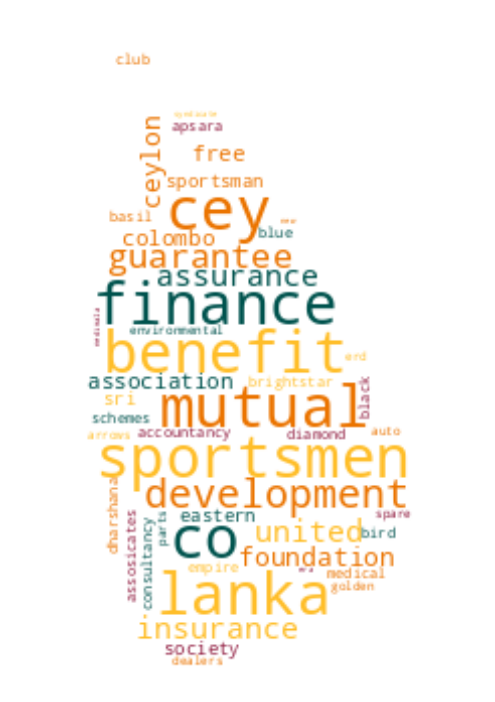 club
syndicate
apsara
ceylon
free
sportsman
cey
basil
blue
colombo
guarantee
assurance
finance
environmental
benefit
erd
association
brightstar
sri
mutual
black
schemes
arrows
accountancy
diamond
auto
sportsmen
development
dharshana
assosicates
consultancy
parts
eastern
spare
co
united
bird
foundation
empire
medical
golden
lanka
insurance
society
dealers